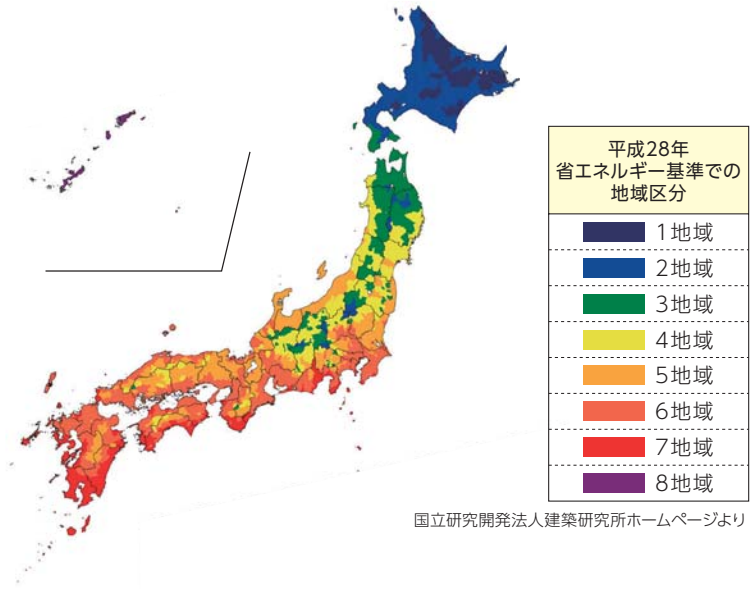 平成28年
省エネルギー基準での
地域区分
1地域
2地域
3地域
4地域
5地域
6地域
7地域
8地域
国立研究開発法人建築研究所ホームページより